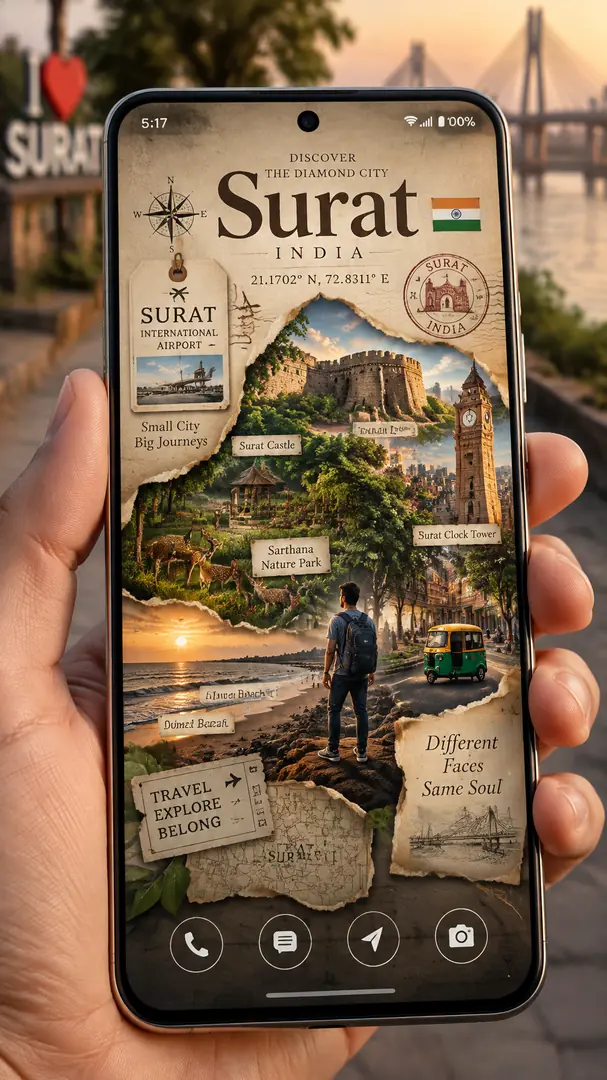 I
SURAT
5:17
DISCOVER
THE DIAMOND CITY
Surat
INDIA
21.1702° N, 72.8311° E
N
W
E
S
SURAT
INDIA
SURAT
INTERNATIONAL
AIRPORT
Small City
Big Journeys
Surat Castle
Surat Clock Tower
Sarthana
Nature Park
TRAVEL
EXPLORE
BELONG
Different
Faces
Same Soul